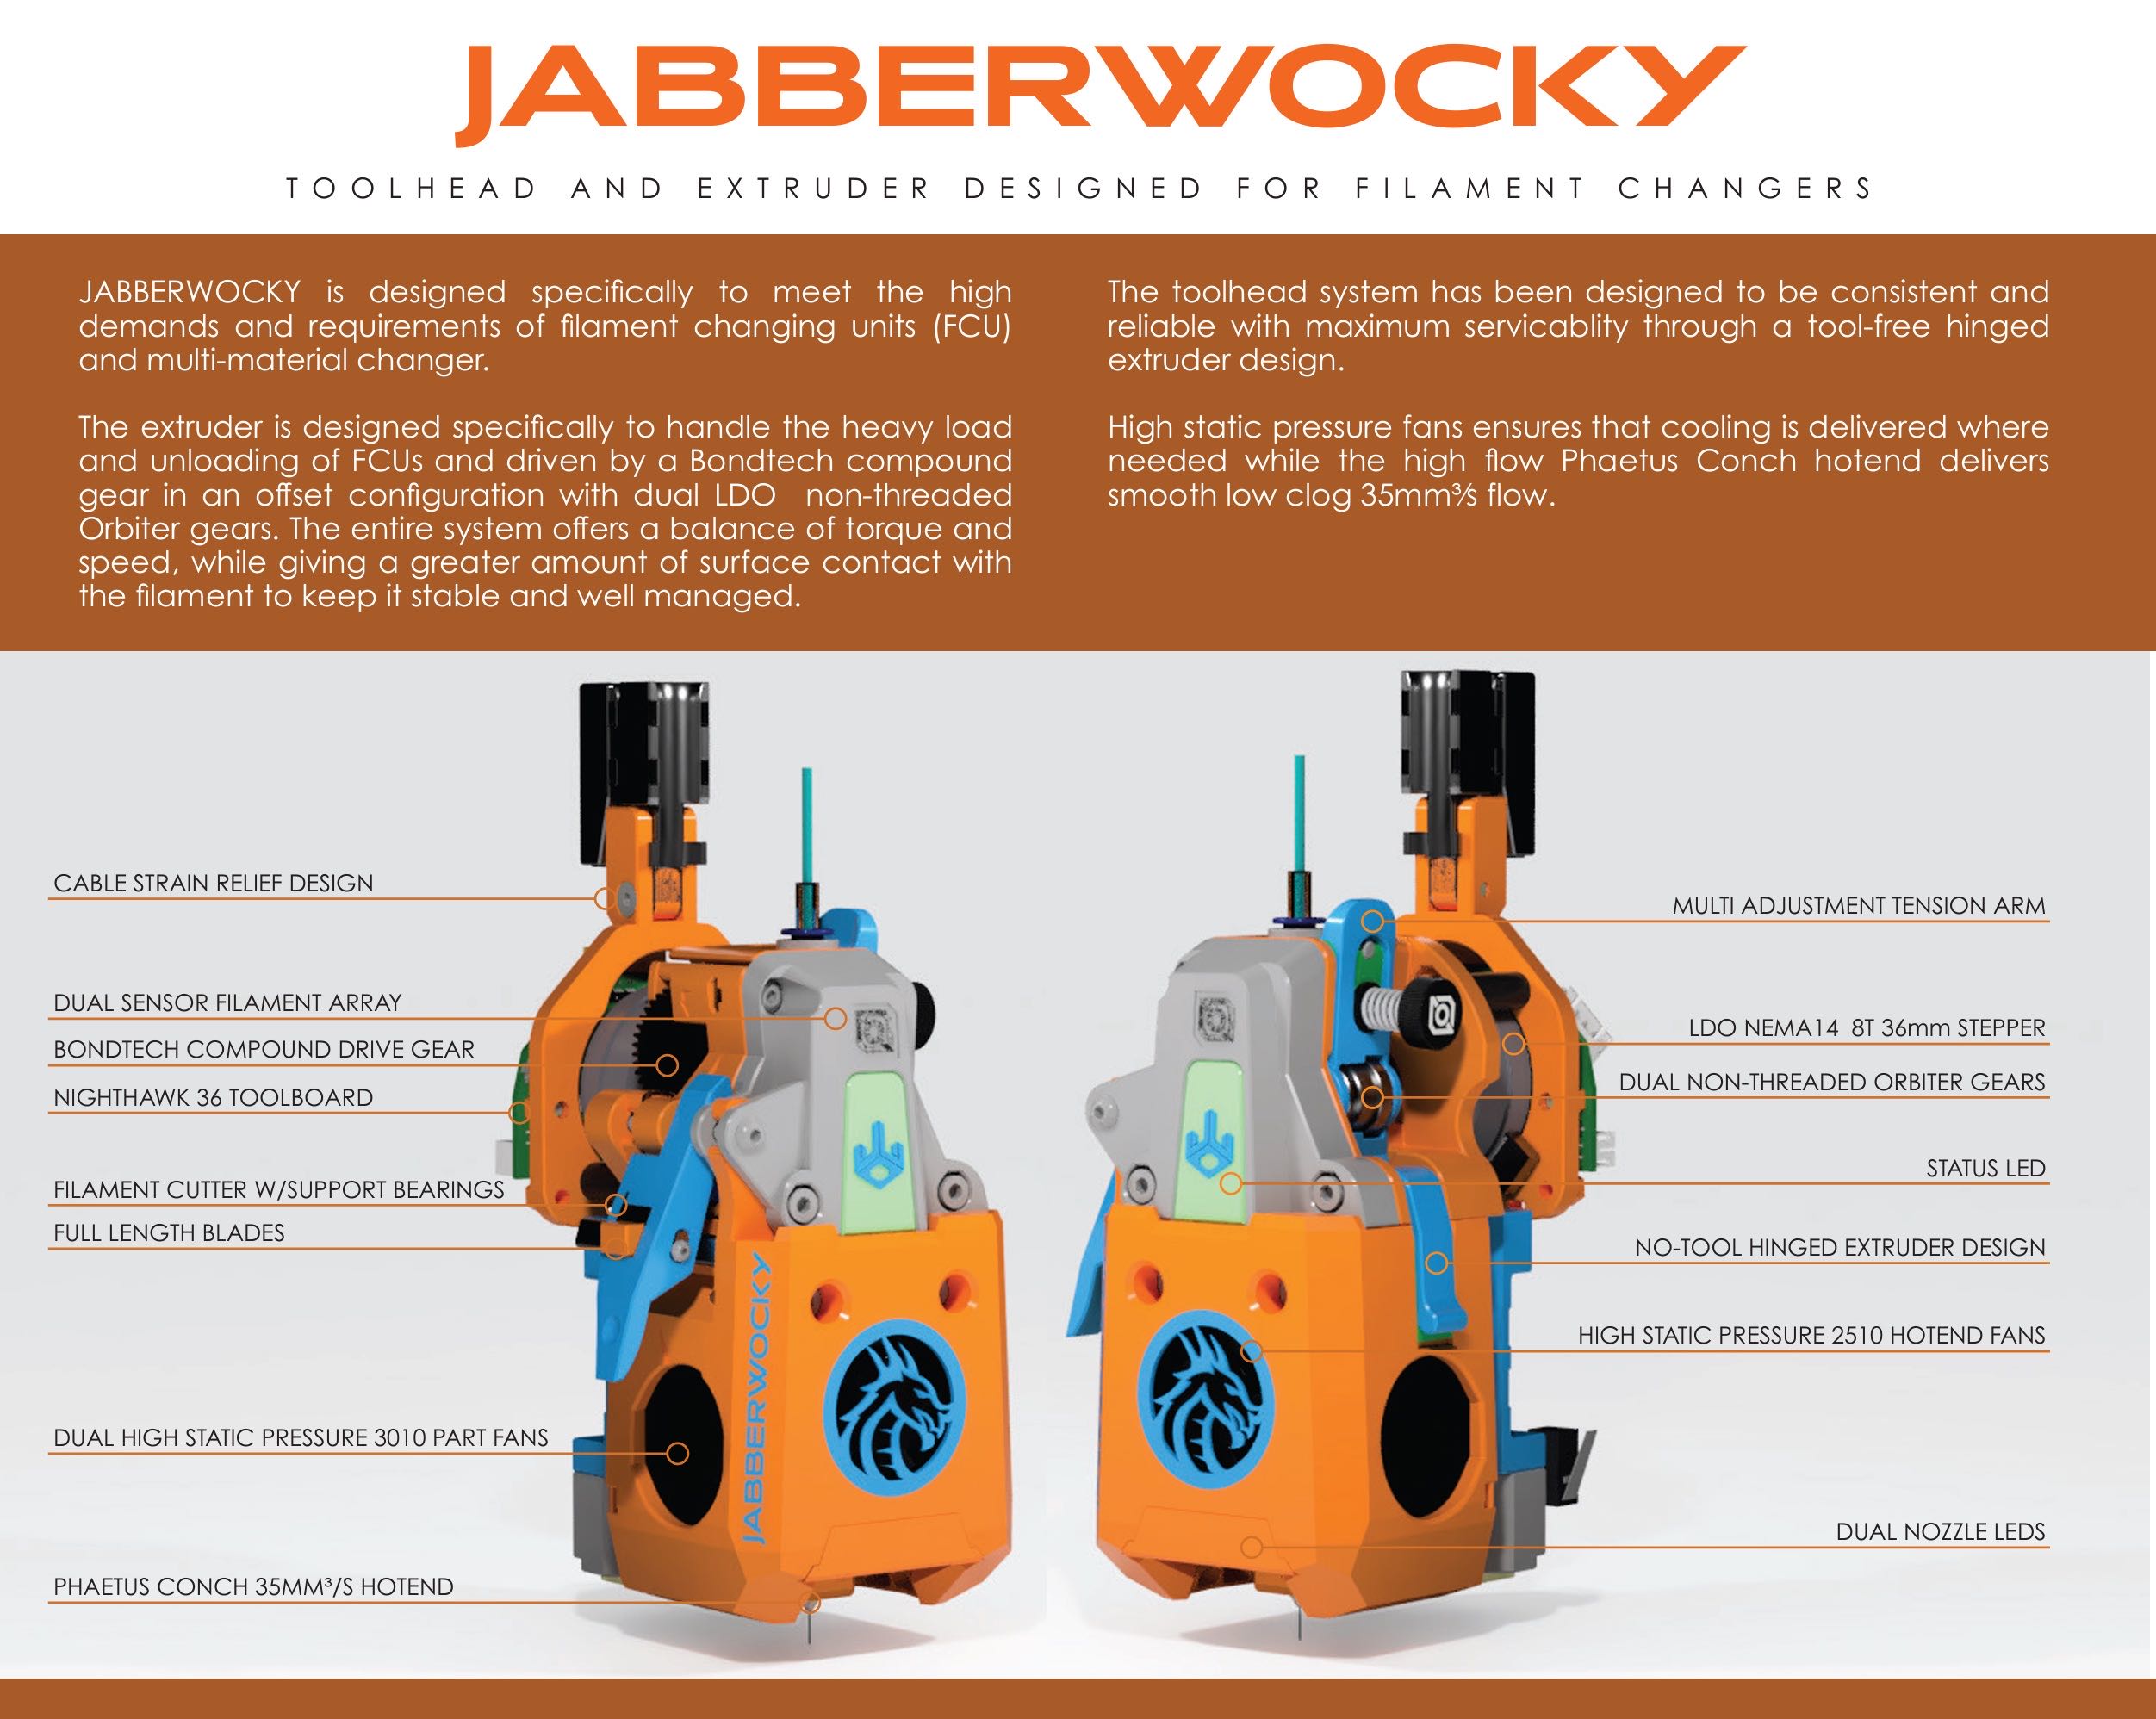 JABBERWOCKY
TOOLHEAD AND EXTRUDER DESIGNED FOR FILAMENT CHANGERS
JABBERWOCKY is designed specifically to meet the high
demands and requirements of filament changing units (FCU)
and multi-material changer.
The extruder is designed specifically to handle the heavy load
and unloading of FCUs and driven by a Bondtech compound
gear in an offset configuration with dual LDO non-threaded
Orbiter gears. The entire system offers a balance of torque and
speed, while giving a greater amount of surface contact with
the filament to keep it stable and well managed.
The toolhead system has been designed to be consistent and
reliable with maximum servicablity through a tool-free hinged
extruder design.
High static pressure fans ensures that cooling is delivered where
needed while the high flow Phaetus Conch hotend delivers
smooth low clog 35mm³⁄s flow.
CABLE STRAIN RELIEF DESIGN
DUAL SENSOR FILAMENT ARRAY
BONDTECH COMPOUND DRIVE GEAR
NIGHTHAWK 36 TOOLBOARD
FILAMENT CUTTER W/SUPPORT BEARINGS
FULL LENGTH BLADES
DUAL HIGH STATIC PRESSURE 3010 PART FANS
PHAETUS CONCH 35MM³/S HOTEND
JABBERWOCKY
MULTI ADJUSTMENT TENSION ARM
LDO NEMA14 8T 36mm STEPPER
DUAL NON-THREADED ORBITER GEARS
STATUS LED
NO-TOOL HINGED EXTRUDER DESIGN
HIGH STATIC PRESSURE 2510 HOTEND FANS
DUAL NOZZLE LEDS